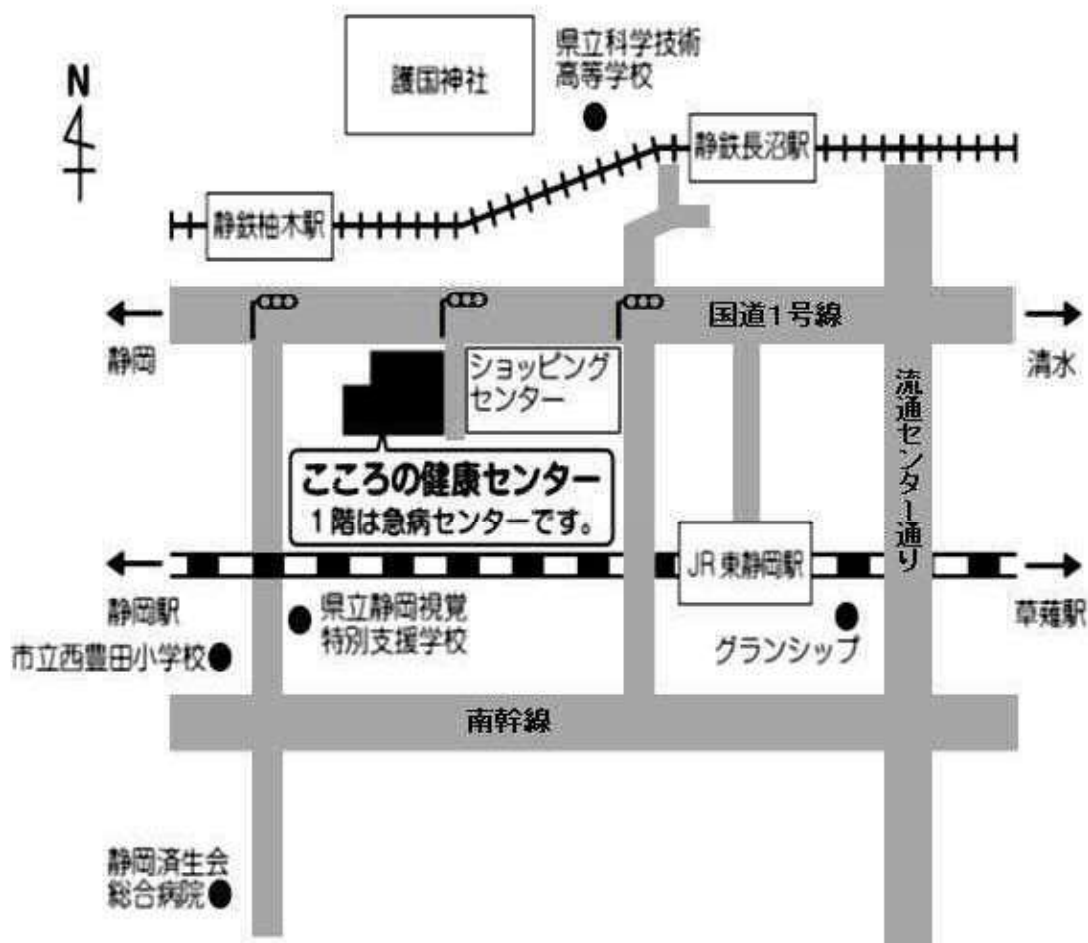 護国神社
県立科学技術
高等学校
N
静鉄長沼駅
静鉄柚木駅
国道1号線
静岡
清水
ショッピング
センター
流通センター通り
こころの健康センター
1階は急病センターです。
JR東静岡駅
静岡駅
草薙駅
県立静岡視覚
特別支援学校
市立西豊田小学校
グランシップ
南幹線
静岡済生会
総合病院